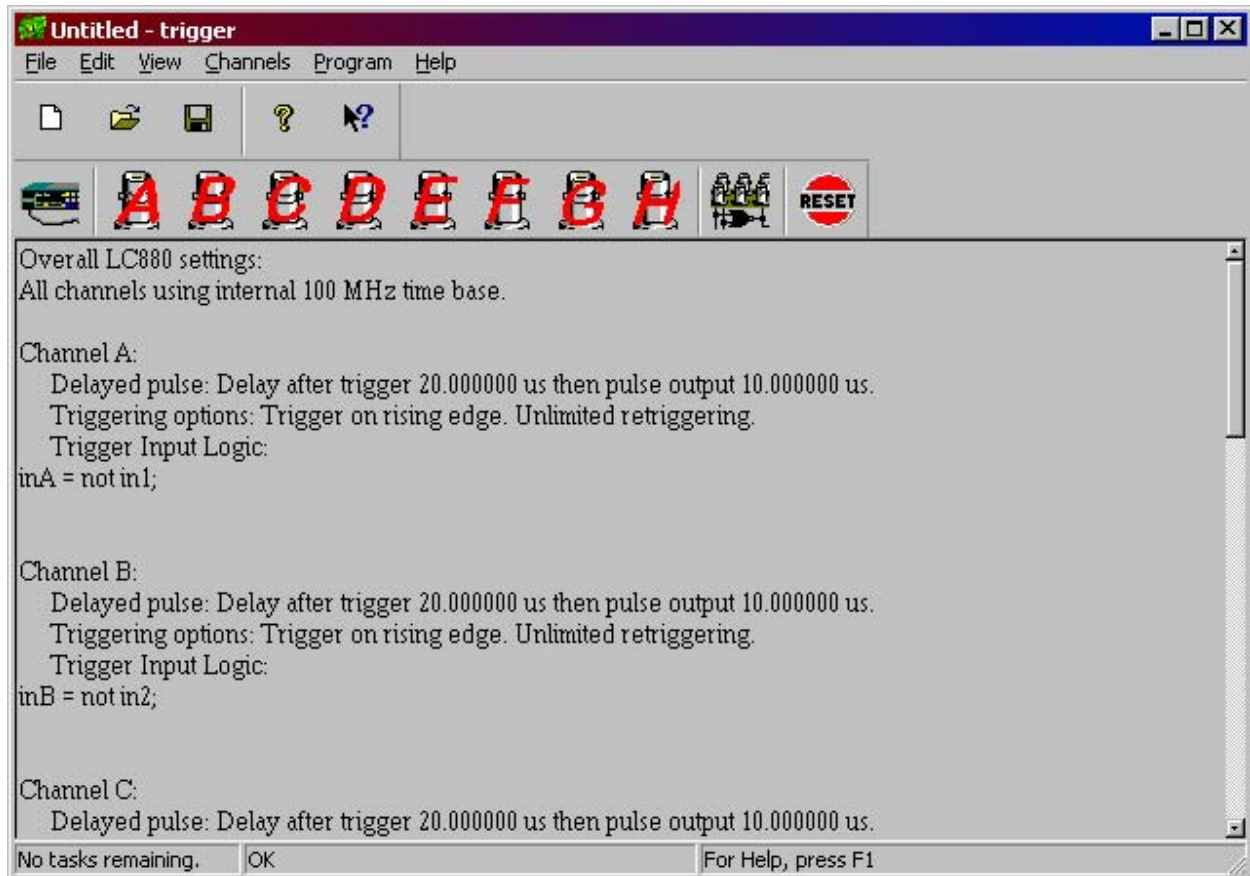 Untitled - trigger
File Edit View Channels Program Help
A B C D E F G H RESET
Overall LC880 settings:
All channels using internal 100 MHz time base.
Channel A:
Delayed pulse: Delay after trigger 20.000000 us then pulse output 10.000000 us.
Triggering options: Trigger on rising edge. Unlimited retriggering.
Trigger Input Logic:
inA = not in1;
Channel B:
Delayed pulse: Delay after trigger 20.000000 us then pulse output 10.000000 us.
Triggering options: Trigger on rising edge. Unlimited retriggering.
Trigger Input Logic:
inB = not in2;
Channel C:
Delayed pulse: Delay after trigger 20.000000 us then pulse output 10.000000 us.
No tasks remaining. OK For Help, press F1